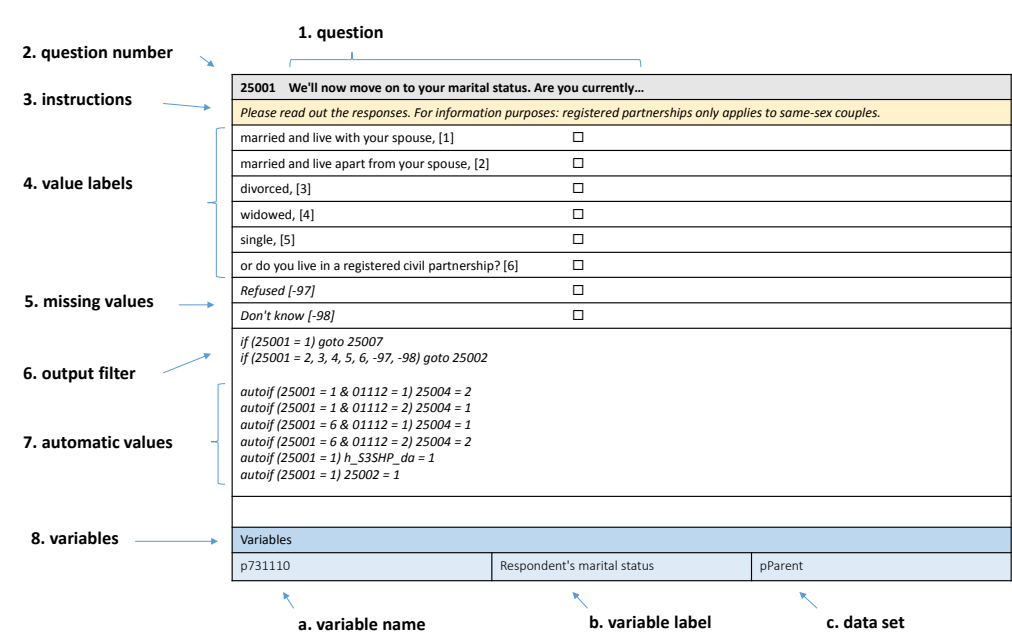 1. question
2. question number
25001 We'll now move on to your marital status. Are you currently…
3. instructions
Please read out the responses. For information purposes: registered partnerships only applies to same-sex couples.
married and live with your spouse, [1]
married and live apart from your spouse, [2]
4. value labels
divorced, [3]
widowed, [4]
single, [5]
or do you live in a registered civil partnership? [6]
5. missing values
Refused [-97]
Don't know [-98]
if (25001 = 1) goto 25007
if (25001 = 2, 3, 4, 5, 6, -97, -98) goto 25002
6. output filter
autoif (25001 = 1 & 01112 = 1) 25004 = 2
autoif (25001 = 1 & 01112 = 2) 25004 = 1
autoif (25001 = 6 & 01112 = 1) 25004 = 1
autoif (25001 = 6 & 01112 = 2) 25004 = 2
autoif (25001 = 1) h_S3SHP_da = 1
autoif (25001 = 1) 25002 = 1
7. automatic values
8. variables
Variables
p731110 Respondent's marital status pParent
a. variable name b. variable label c. data set